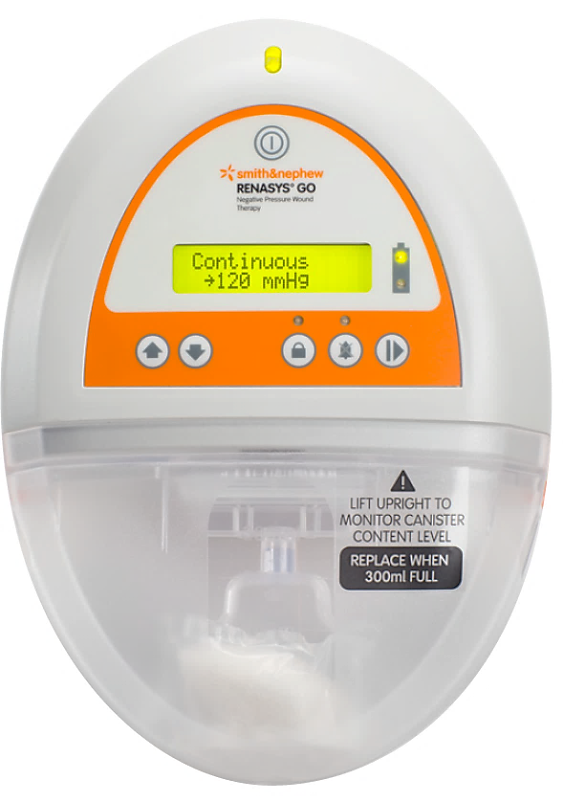 smith&nephew
RENASYS® GO
Negative Pressure Wound
Therapy
Continuous
→120 mmHg
LIFT UPRIGHT TO
MONITOR CANISTER
CONTENT LEVEL
REPLACE WHEN
300ml FULL